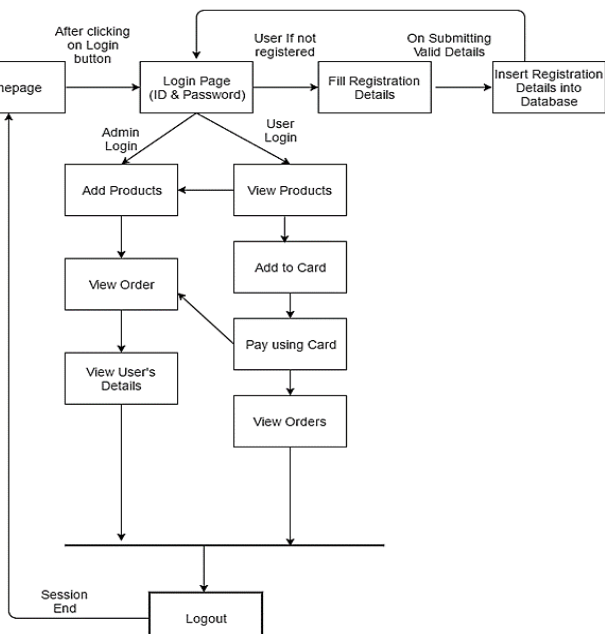 After clicking
on Login
button
User If not
registered
On Submitting
Valid Details
mepage
Login Page
(ID & Password)
Fill Registration
Details
Insert Registration
Details into
Database
Admin
Login
User
Login
Add Products
View Products
View Order
Add to Card
View User's
Details
Pay using Card
View Orders
Session
End
Logout